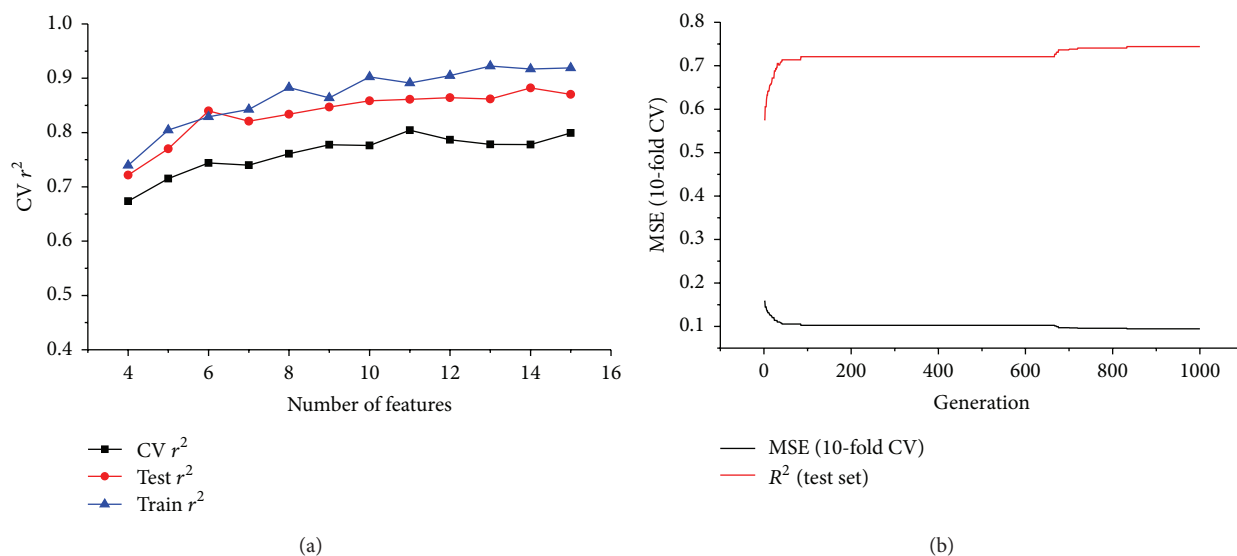 1.0
0.9
0.8
0.7
0.6
0.5
0.4
CV r²
4 6 8 10 12 14 16
Number of features
CV r²
Test r²
Train r²
(a)
0.8
0.7
0.6
0.5
0.4
0.3
0.2
0.1
MSE (10-fold CV)
0 200 400 600 800 1000
Generation
MSE (10-fold CV)
R² (test set)
(b)